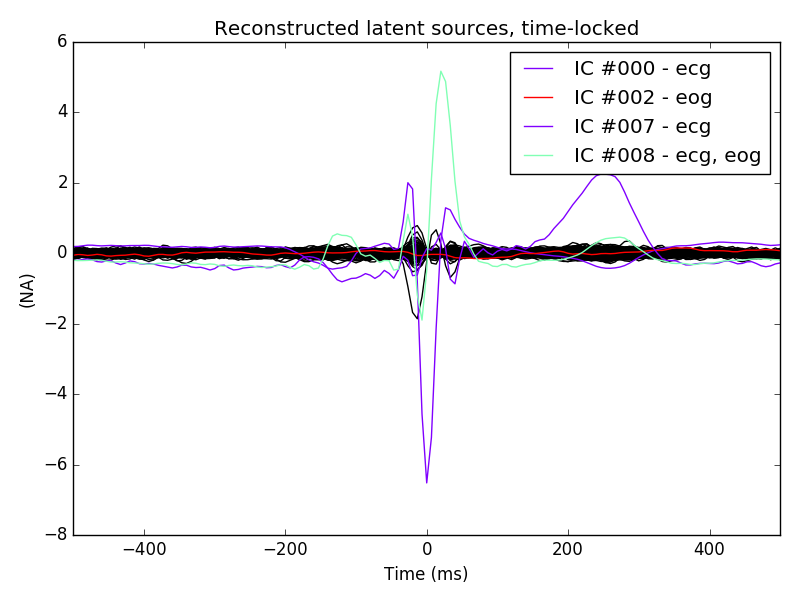 Reconstructed latent sources, time-locked
IC #000 - ecg
IC #002 - eog
IC #007 - ecg
IC #008 - ecg, eog
6
4
2
0
−2
−4
−6
−8
(NA)
−400
−200
0
200
400
Time (ms)